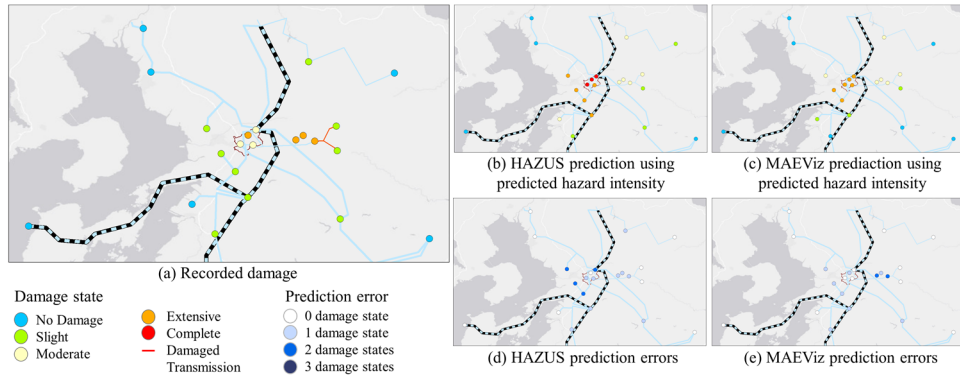 (a) Recorded damage
(b) HAZUS prediction using
predicted hazard intensity
(c) MAEViz prediaction using
predicted hazard intensity
(d) HAZUS prediction errors
(e) MAEViz prediction errors
Damage state
No Damage
Slight
Moderate
Extensive
Complete
Damaged
Transmission
Prediction error
0 damage state
1 damage state
2 damage states
3 damage states